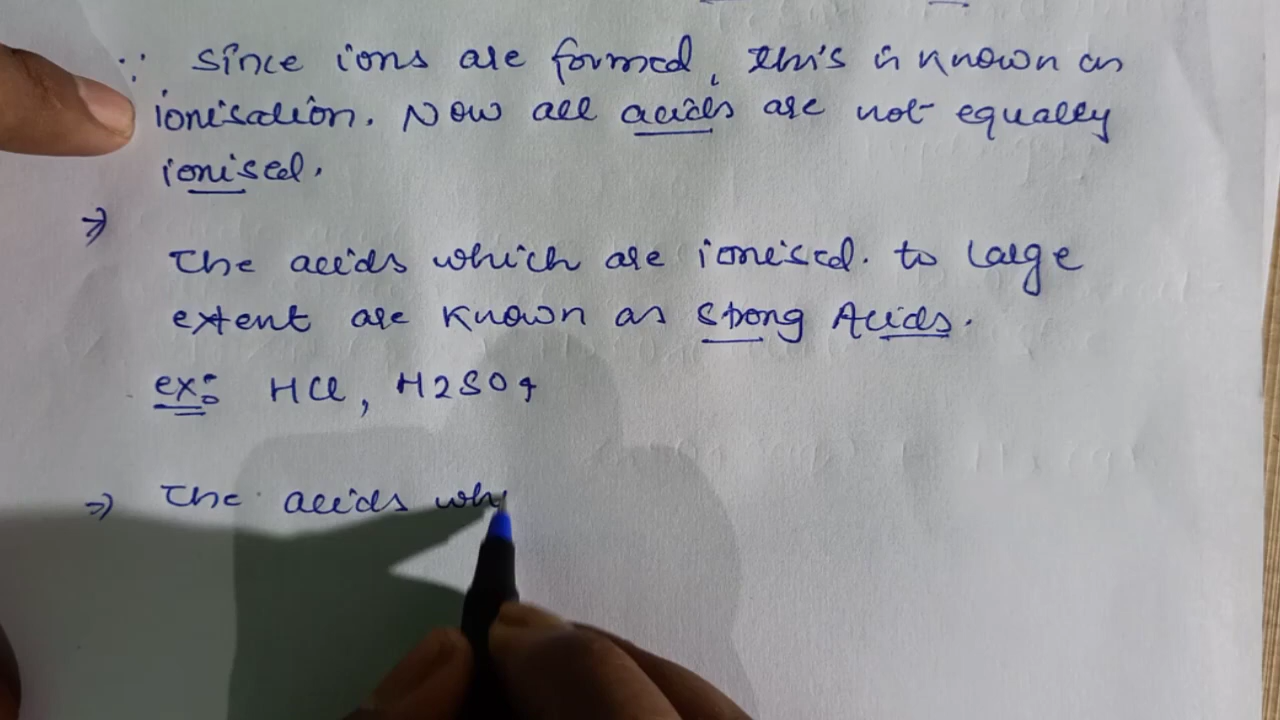 ∵ Since ions are formed, this is known as
ionisation. Now all acids are not equally
ionised.
⇒
The acids which are ionised. to large
extent are known as strong Acids.
ex: HCl, H2SO4
⇒ The acids wh